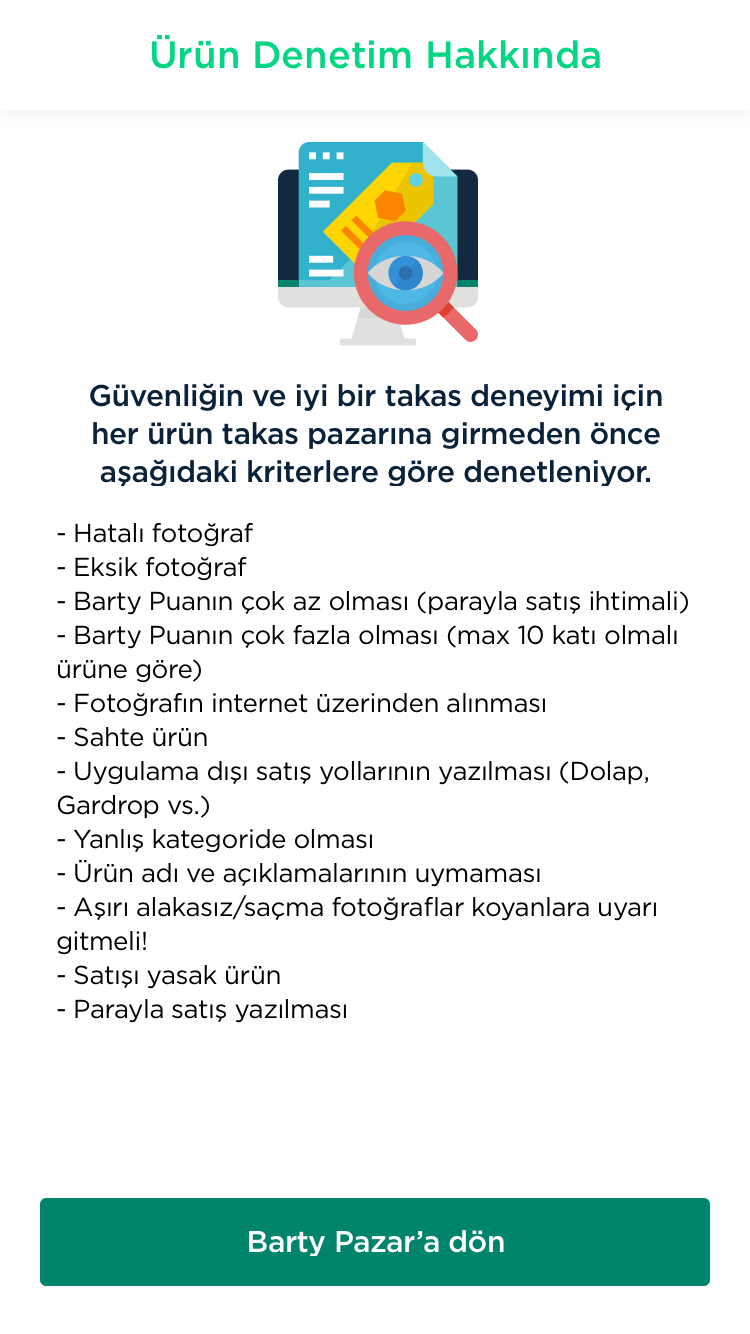 Ürün Denetim Hakkında
Güvenliğin ve iyi bir takas deneyimi için
her ürün takas pazarına girmeden önce
aşağıdaki kriterlere göre denetleniyor.
- Hatalı fotoğraf
- Eksik fotoğraf
- Barty Puanın çok az olması (parayla satış ihtimali)
- Barty Puanın çok fazla olması (max 10 katı olmalı
ürüne göre)
- Fotoğrafın internet üzerinden alınması
- Sahte ürün
- Uygulama dışı satış yollarının yazılması (Dolap,
Gardrop vs.)
- Yanlış kategoride olması
- Ürün adı ve açıklamalarının uymaması
- Aşırı alakasız/saçma fotoğraflar koyanlara uyarı
gitmeli!
- Satışı yasak ürün
- Parayla satış yazılması
Barty Pazar’a dön